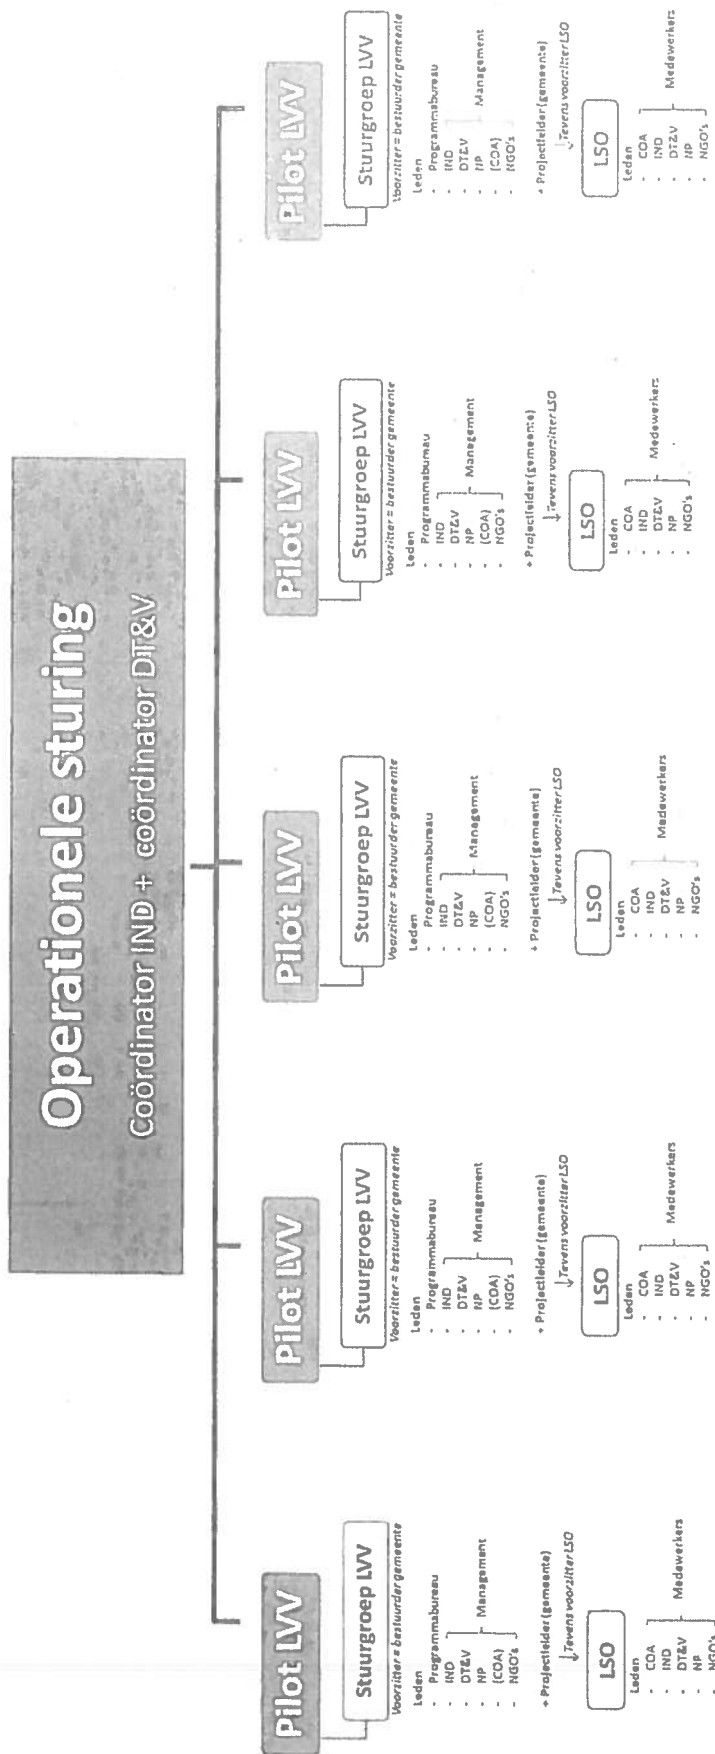 Operationele sturing
Coördinator IND + coördinator DT&V
Pilot LVV
Stuurgroep LVV
Voorzitter = bestuurder gemeente
Leden
- Programmabureau
- IND
- DT&V
- NP
- (COA)
- NGO's
Management
+ Projectleider (gemeente)
↓ Tevens voorzitter LSO
LSO
Leden
- COA
- IND
- DT&V
- NP
- NGO's
Medewerkers
Pilot LVV
Stuurgroep LVV
Voorzitter = bestuurder gemeente
Leden
- Programmabureau
- IND
- DT&V
- NP
- (COA)
- NGO's
Management
+ Projectleider (gemeente)
↓ Tevens voorzitter LSO
LSO
Leden
- COA
- IND
- DT&V
- NP
- NGO's
Medewerkers
Pilot LVV
Stuurgroep LVV
Voorzitter = bestuurder gemeente
Leden
- Programmabureau
- IND
- DT&V
- NP
- (COA)
- NGO's
Management
+ Projectleider (gemeente)
↓ Tevens voorzitter LSO
LSO
Leden
- COA
- IND
- DT&V
- NP
- NGO's
Medewerkers
Pilot LVV
Stuurgroep LVV
Voorzitter = bestuurder gemeente
Leden
- Programmabureau
- IND
- DT&V
- NP
- (COA)
- NGO's
Management
+ Projectleider (gemeente)
↓ Tevens voorzitter LSO
LSO
Leden
- COA
- IND
- DT&V
- NP
- NGO's
Medewerkers
Pilot LVV
Stuurgroep LVV
Voorzitter = bestuurder gemeente
Leden
- Programmabureau
- IND
- DT&V
- NP
- (COA)
- NGO's
Management
+ Projectleider (gemeente)
↓ Tevens voorzitter LSO
LSO
Leden
- COA
- IND
- DT&V
- NP
- NGO's
Medewerkers